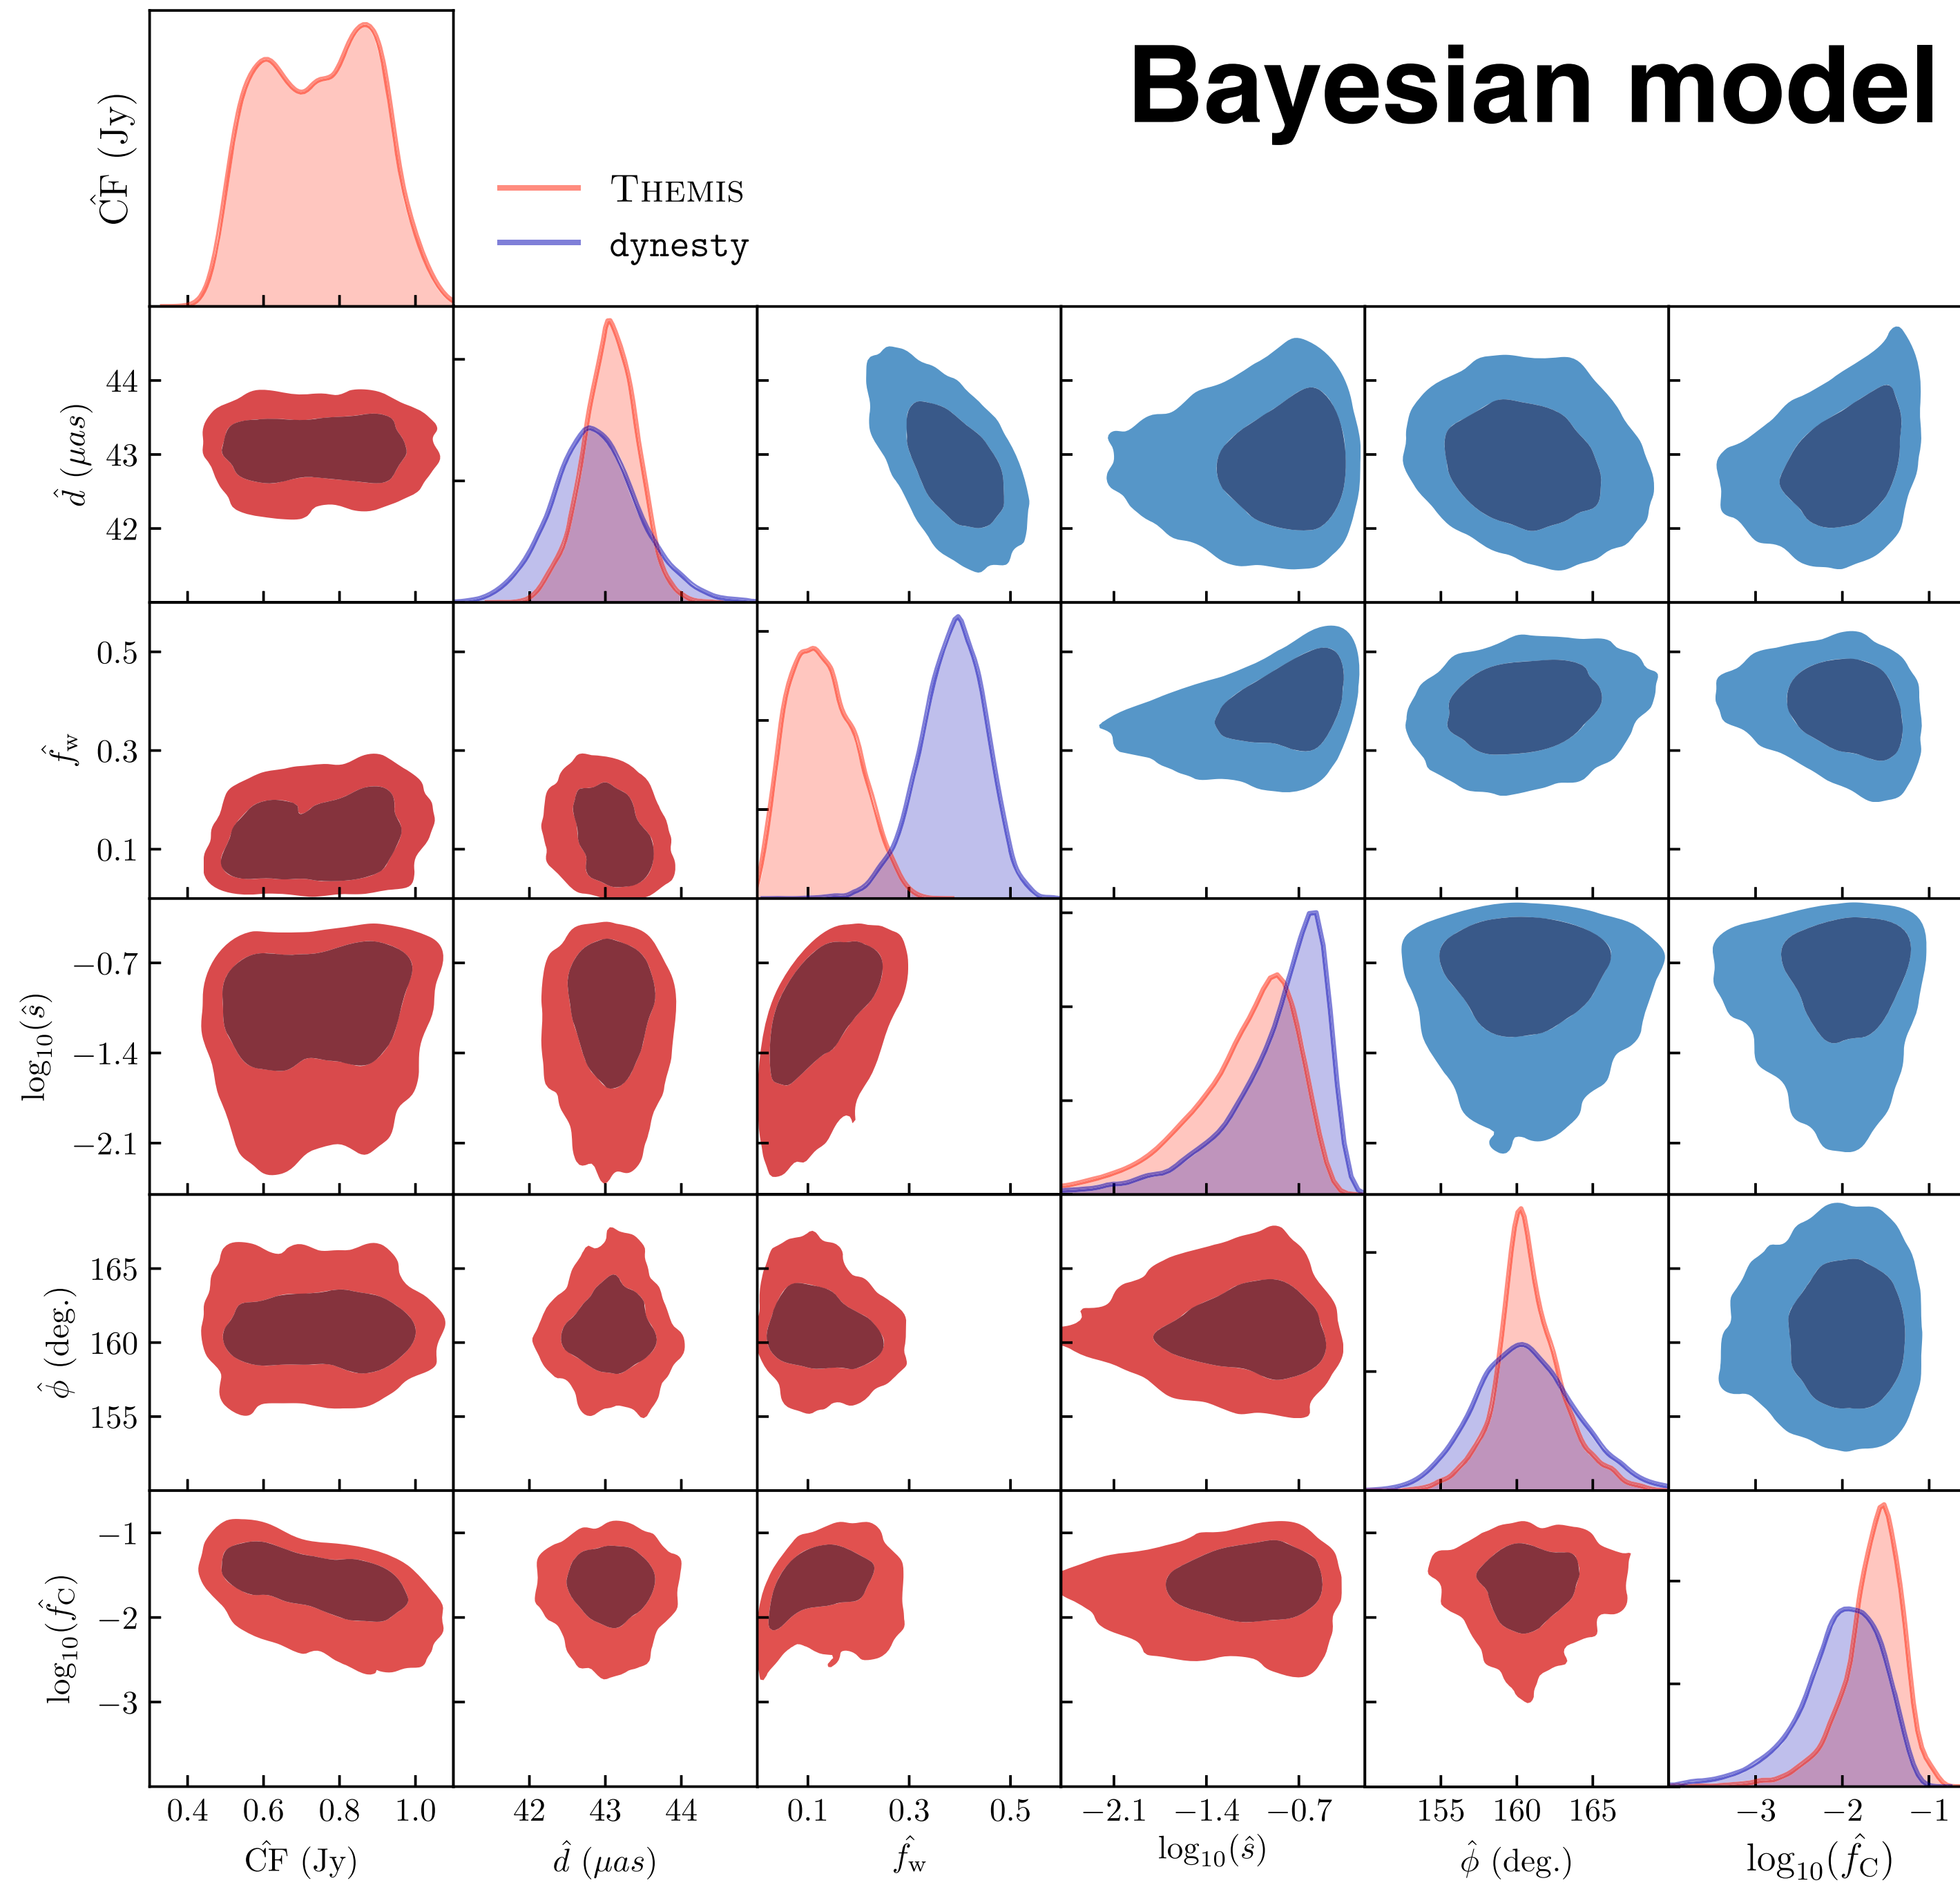 Bayesian model
THEMIS
dynesty
ĈF (Jy)
d̂ (μas)
44
43
42
f̂w
0.5
0.3
0.1
log10(ŝ)
−0.7
−1.4
−2.1
ϕ̂ (deg.)
165
160
155
log10(f̂C)
−1
−2
−3
0.4 0.6 0.8 1.0 42 43 44 0.1 0.3 0.5 −2.1 −1.4 −0.7 155 160 165 −3 −2 −1
ĈF (Jy) d̂ (μas) f̂w log10(ŝ) ϕ̂ (deg.) log10(f̂C)